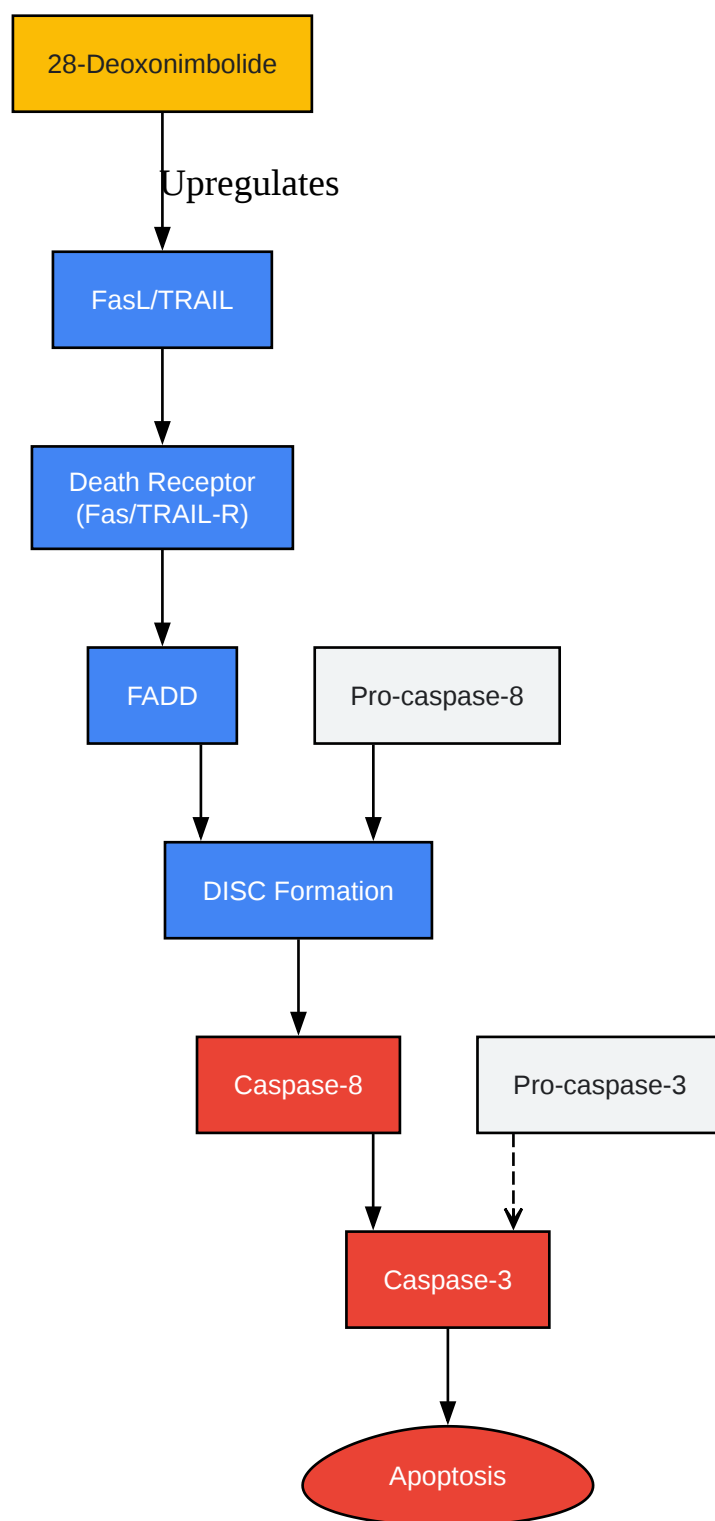 28-Deoxonimbolide
Upregulates
FasL/TRAIL
Death Receptor
(Fas/TRAIL-R)
FADD
Pro-caspase-8
DISC Formation
Caspase-8
Pro-caspase-3
Caspase-3
Apoptosis